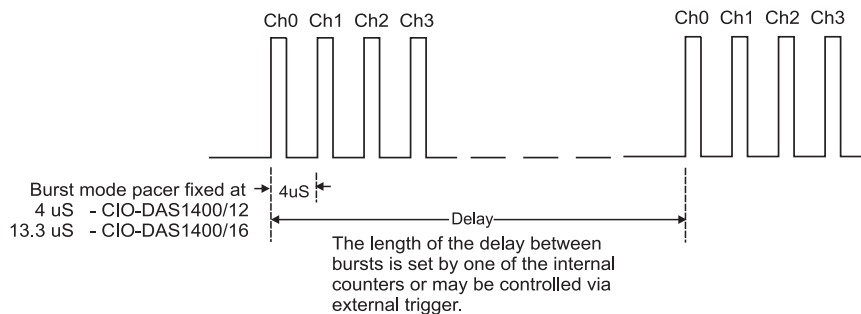 Ch0 Ch1 Ch2 Ch3
Ch0 Ch1 Ch2 Ch3
Burst mode pacer fixed at
4 uS - CIO-DAS1400/12
13.3 uS - CIO-DAS1400/16
4uS
Delay
The length of the delay between
bursts is set by one of the internal
counters or may be controlled via
external trigger.